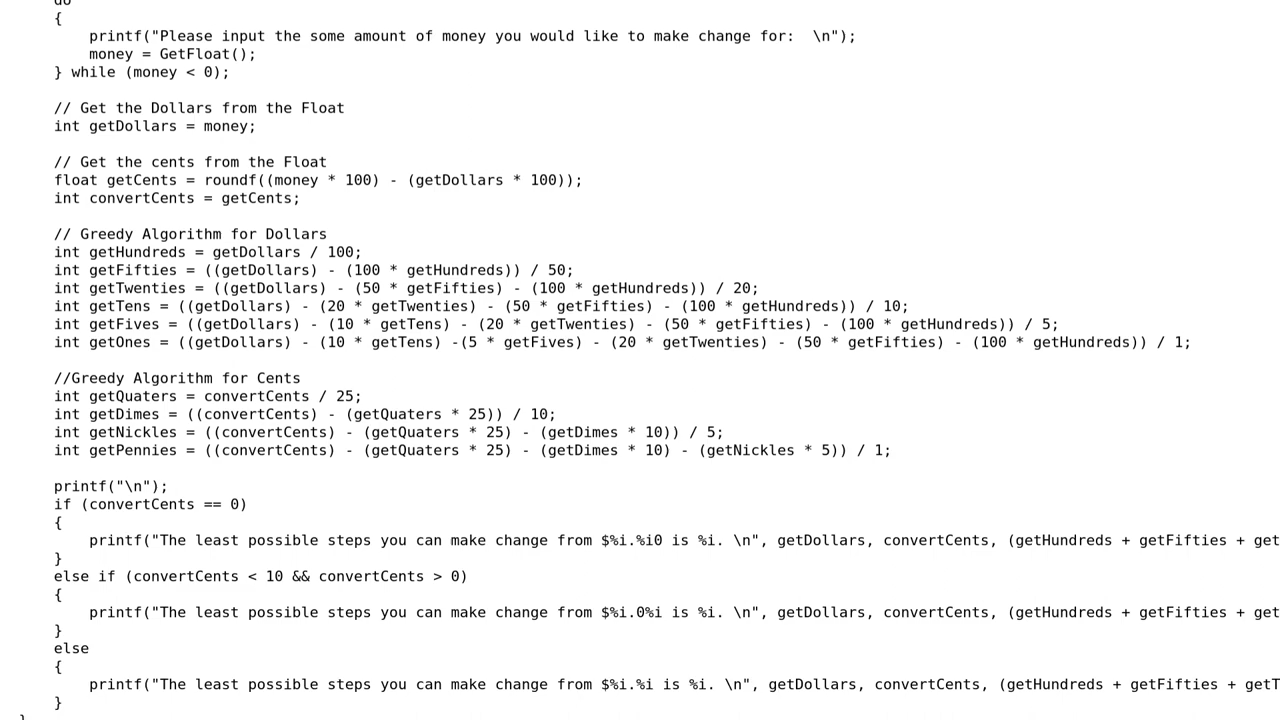 do
{
printf("Please input the some amount of money you would like to make change for:  \n");
money = GetFloat();
} while (money < 0);
// Get the Dollars from the Float
int getDollars = money;
// Get the cents from the Float
float getCents = roundf((money * 100) - (getDollars * 100));
int convertCents = getCents;
// Greedy Algorithm for Dollars
int getHundreds = getDollars / 100;
int getFifties = ((getDollars) - (100 * getHundreds)) / 50;
int getTwenties = ((getDollars) - (50 * getFifties) - (100 * getHundreds)) / 20;
int getTens = ((getDollars) - (20 * getTwenties) - (50 * getFifties) - (100 * getHundreds)) / 10;
int getFives = ((getDollars) - (10 * getTens) - (20 * getTwenties) - (50 * getFifties) - (100 * getHundreds)) / 5;
int getOnes = ((getDollars) - (10 * getTens) -(5 * getFives) - (20 * getTwenties) - (50 * getFifties) - (100 * getHundreds)) / 1;
//Greedy Algorithm for Cents
int getQuaters = convertCents / 25;
int getDimes = ((convertCents) - (getQuaters * 25)) / 10;
int getNickles = ((convertCents) - (getQuaters * 25) - (getDimes * 10)) / 5;
int getPennies = ((convertCents) - (getQuaters * 25) - (getDimes * 10) - (getNickles * 5)) / 1;
printf("\n");
if (convertCents == 0)
{
printf("The least possible steps you can make change from $%i.%i0 is %i. \n", getDollars, convertCents, (getHundreds + getFifties + get
}
else if (convertCents < 10 && convertCents > 0)
{
printf("The least possible steps you can make change from $%i.0%i is %i. \n", getDollars, convertCents, (getHundreds + getFifties + get
}
else
{
printf("The least possible steps you can make change from $%i.%i is %i. \n", getDollars, convertCents, (getHundreds + getFifties + getT
}
}